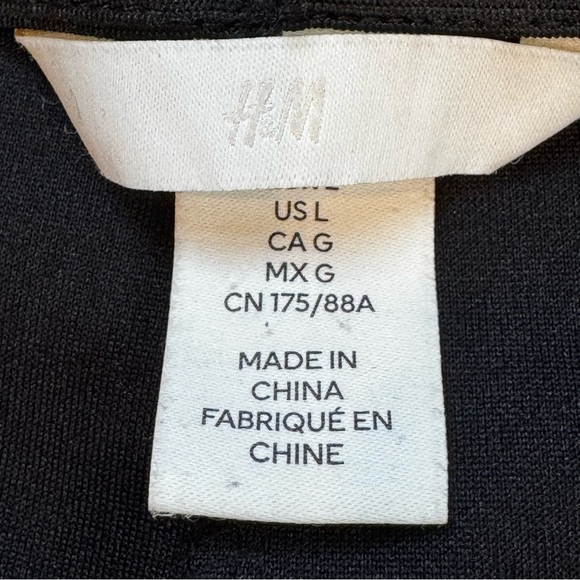 H&M
US L
CA G
MX G
CN 175/88A
MADE IN
CHINA
FABRIQUÉ EN
CHINE